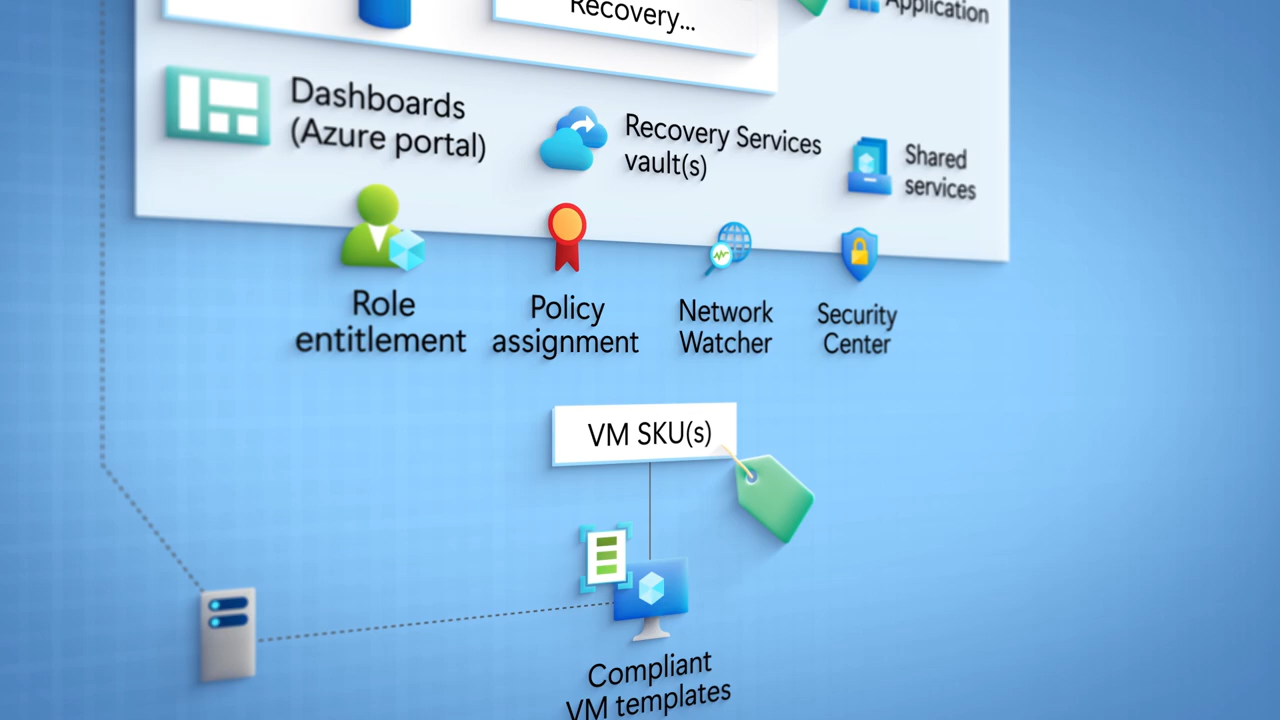 Recovery...
Application
Dashboards
(Azure portal)
Recovery Services
vault(s)
Shared
services
Role
entitlement
Policy
assignment
Network
Watcher
Security
Center
VM SKU(s)
Compliant
VM templates